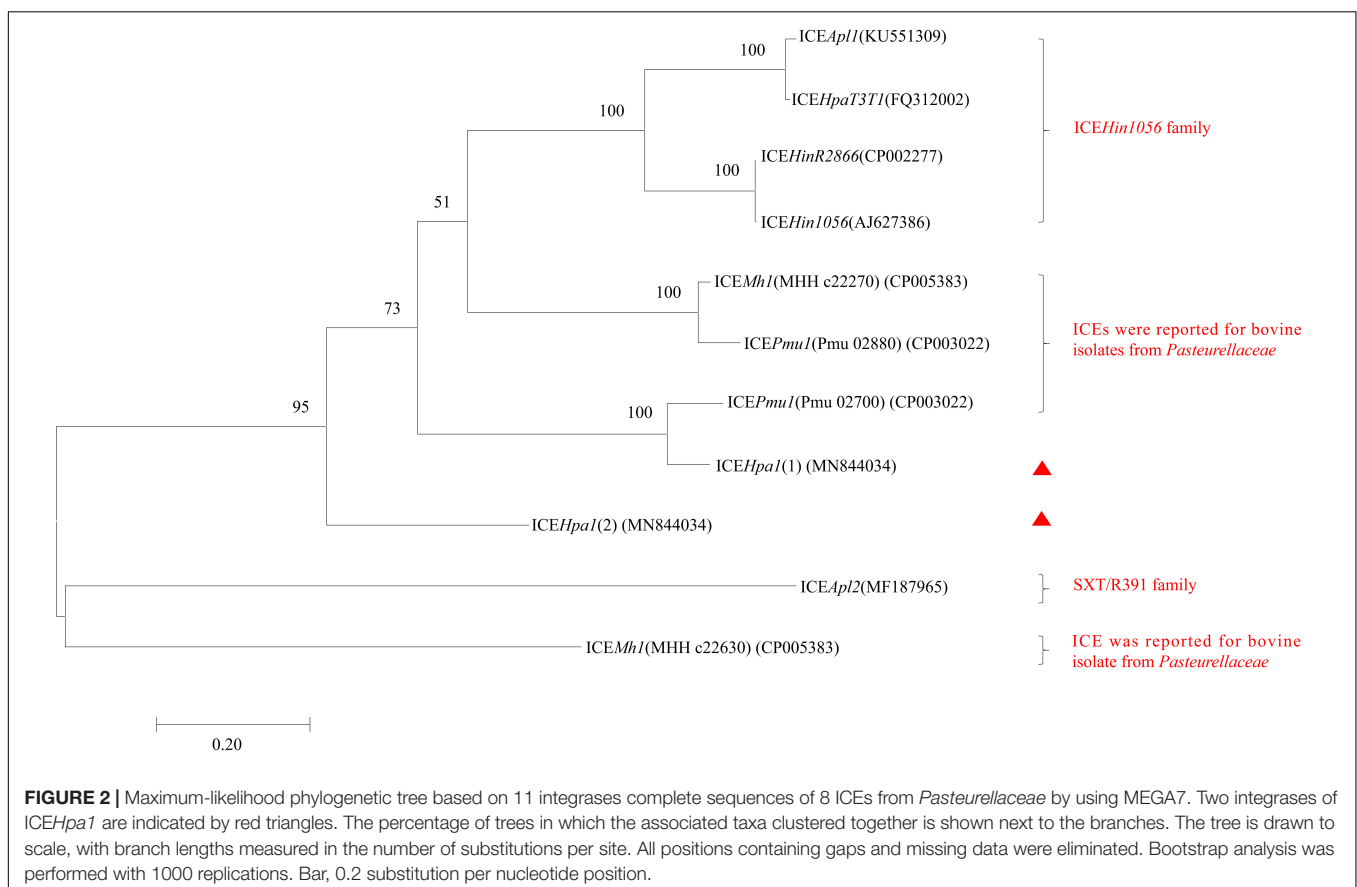 100
ICEApl1(KU551309)
ICEHpaT3T1(FQ312002)
100
ICEHin1056 family
ICEHinR2866(CP002277)
100
ICEHin1056(AJ627386)
51
ICEMh1(MHH c22270) (CP005383)
100
73
ICEs were reported for bovine
isolates from Pasteurellaceae
ICEPmu1(Pmu 02880) (CP003022)
ICEPmu1(Pmu 02700) (CP003022)
95
100
ICEHpa1(1) (MN844034)
ICEHpa1(2) (MN844034)
ICEApl2(MF187965)
SXT/R391 family
ICEMh1(MHH c22630) (CP005383)
ICE was reported for bovine
isolate from Pasteurellaceae
0.20
FIGURE 2 | Maximum-likelihood phylogenetic tree based on 11 integrases complete sequences of 8 ICEs from Pasteurellaceae by using MEGA7. Two integrases of
ICEHpa1 are indicated by red triangles. The percentage of trees in which the associated taxa clustered together is shown next to the branches. The tree is drawn to
scale, with branch lengths measured in the number of substitutions per site. All positions containing gaps and missing data were eliminated. Bootstrap analysis was
performed with 1000 replications. Bar, 0.2 substitution per nucleotide position.